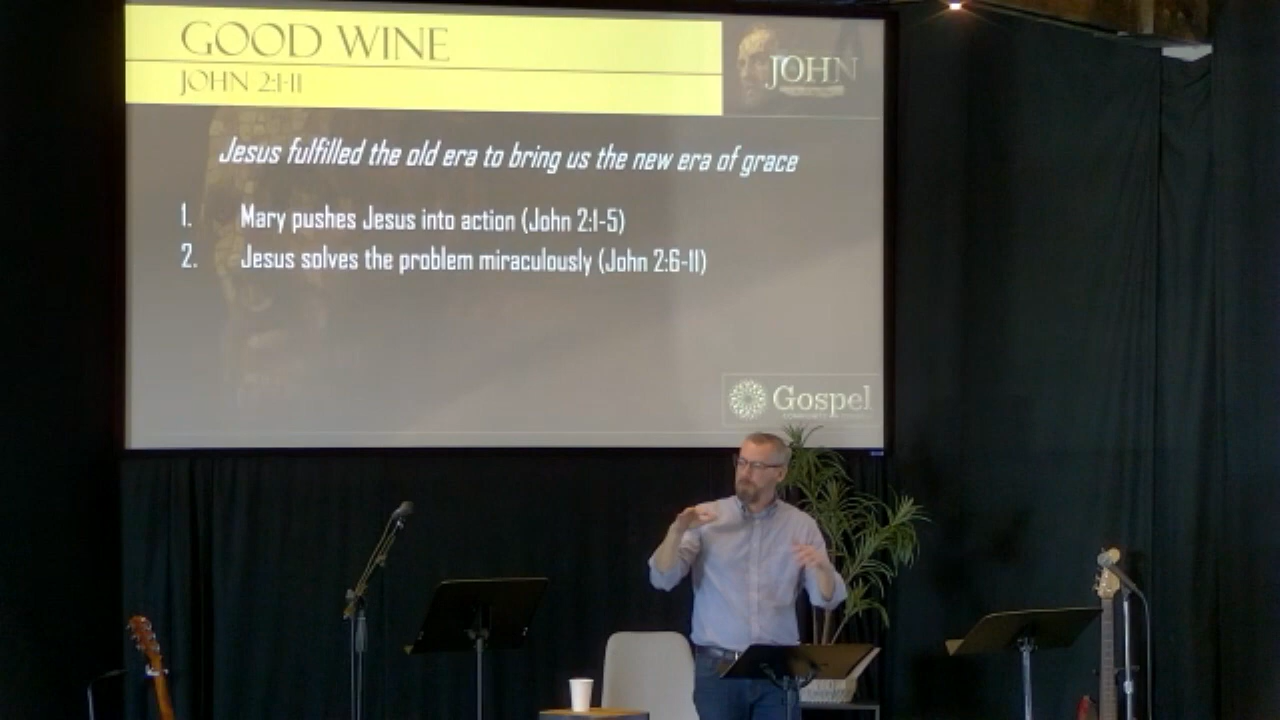 GOOD WINE
JOHN 2:1-11
JOHN
Jesus fulfilled the old era to bring us the new era of grace
1. Mary pushes Jesus into action (John 2:1-5)
2. Jesus solves the problem miraculously (John 2:6-11)
Gospel